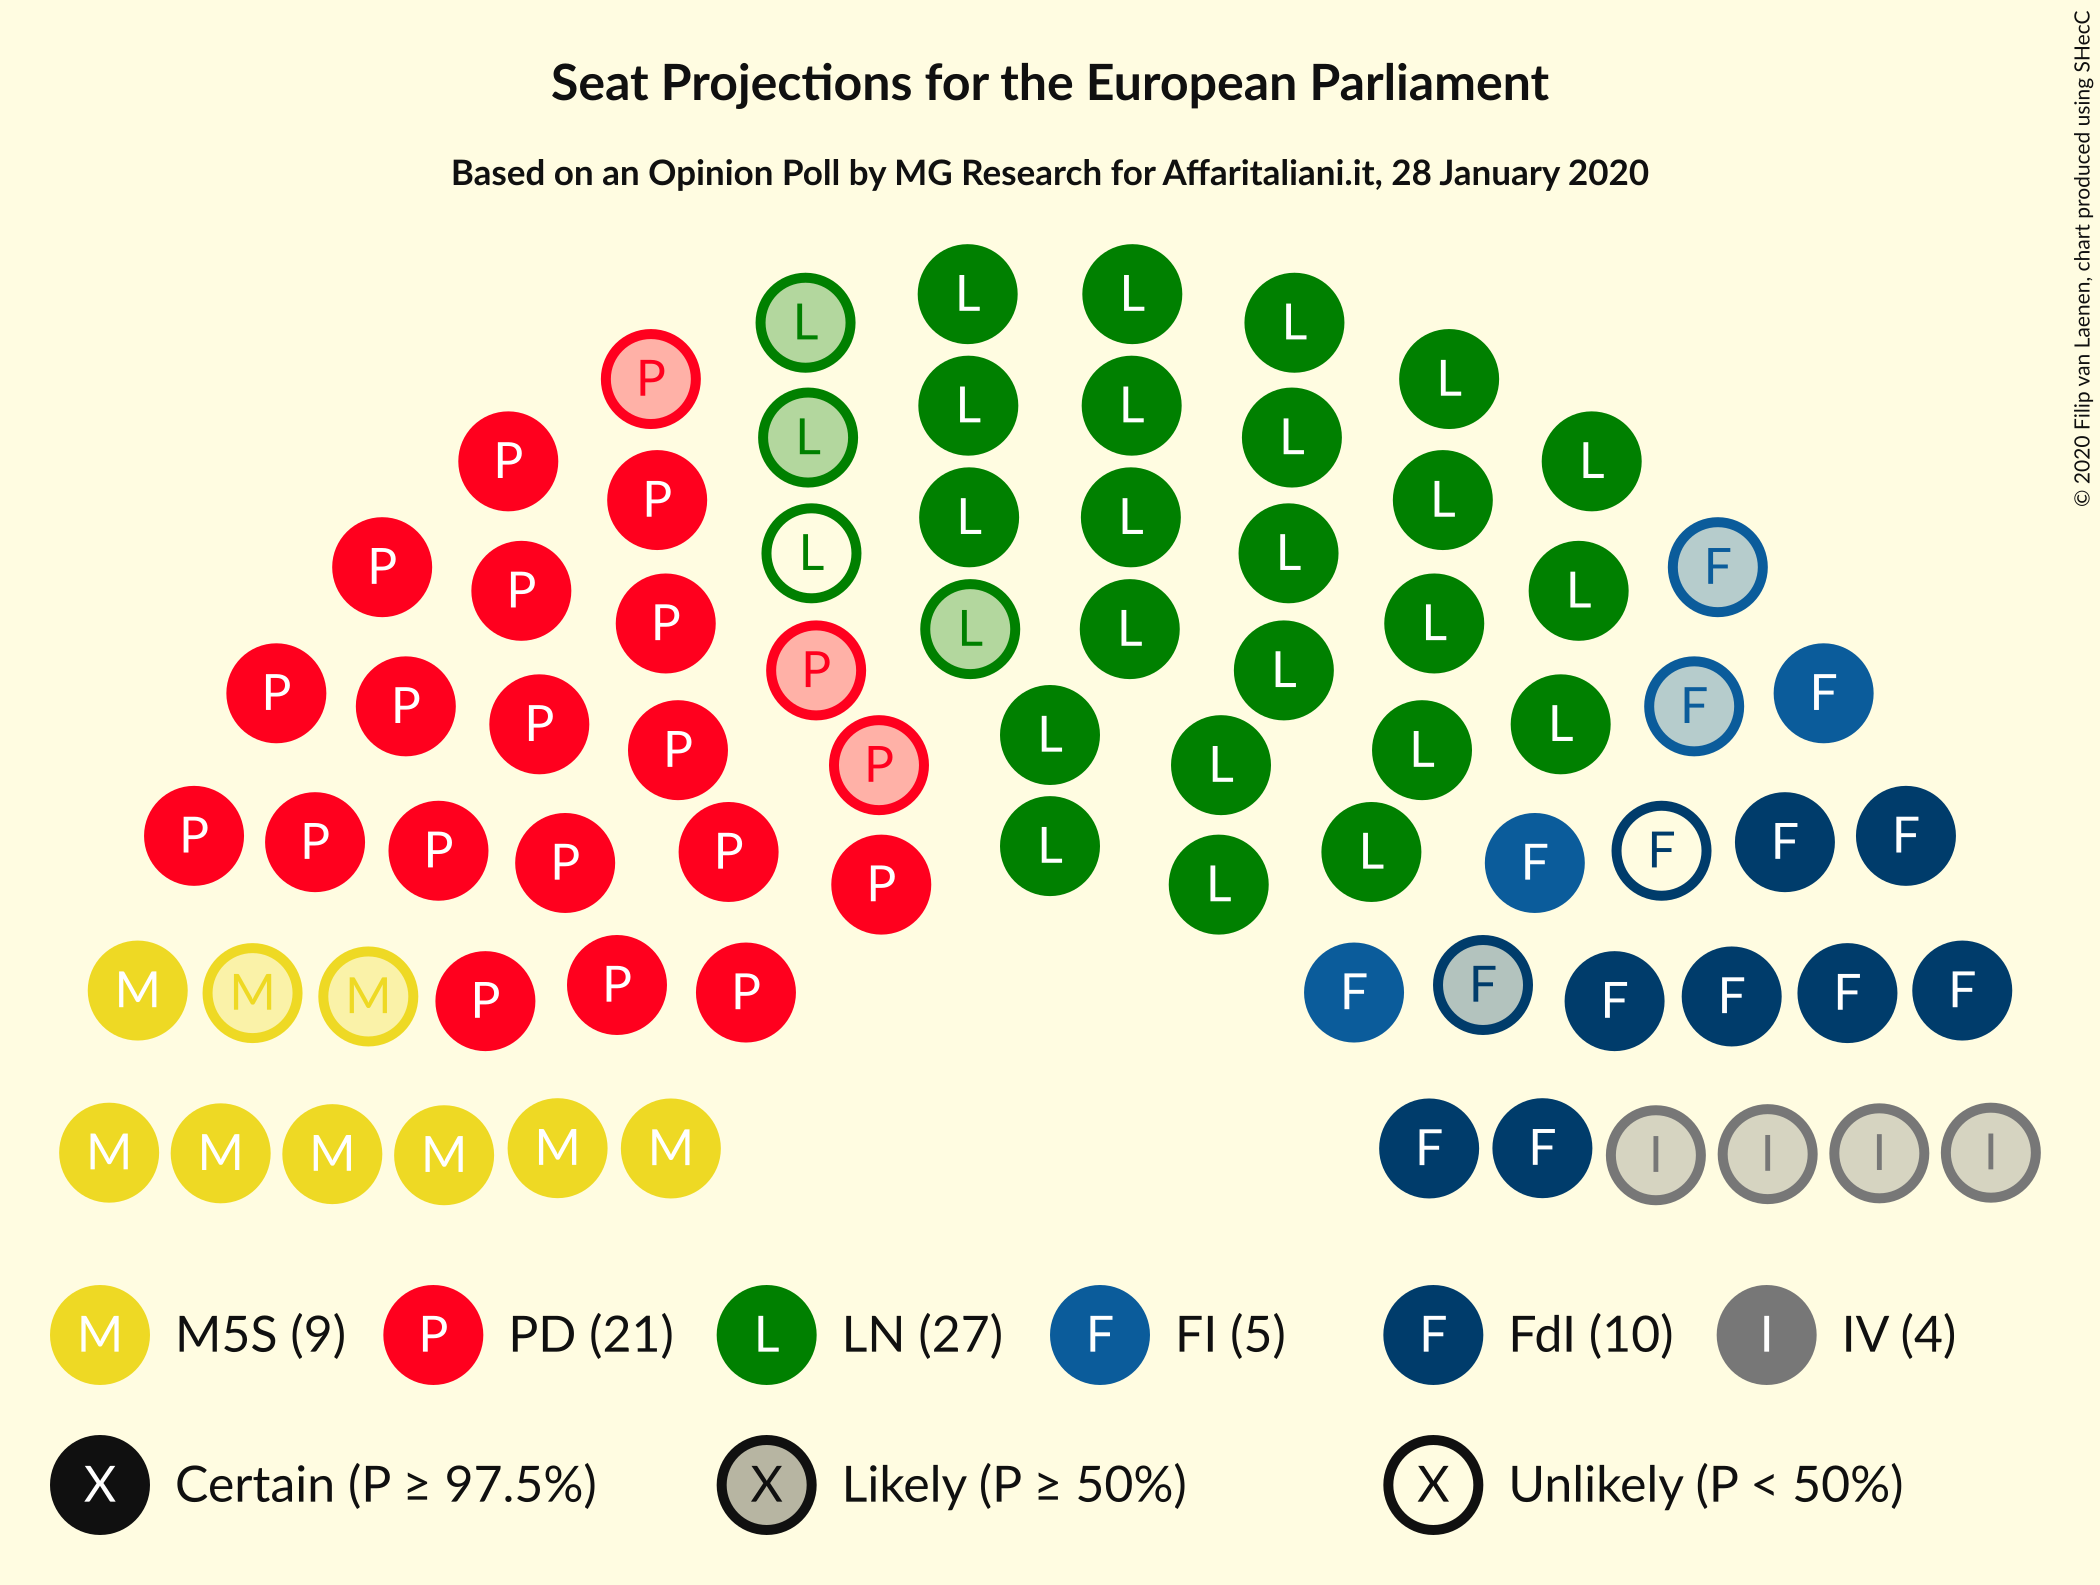 Seat Projections for the European Parliament
Based on an Opinion Poll by MG Research for Affaritaliani.it, 28 January 2020
© 2020 Filip van Laenen, chart produced using SHecC
L L
L L
P L
L L
L L
P L
P L
P L
L L
L L
P F
P L
P L
P L
L L
P L
P F
P F
P L
P L
L
P L
P L
P F
P F
P F
P F
L
P L
P L
M F
M F
M F
P F
P F
P F
M M M M M M F F I I I I
M M5S (9) P PD (21) L LN (27) F FI (5) F FdI (10) I IV (4)
X Certain (P ≥ 97.5%) X Likely (P ≥ 50%) X Unlikely (P < 50%)